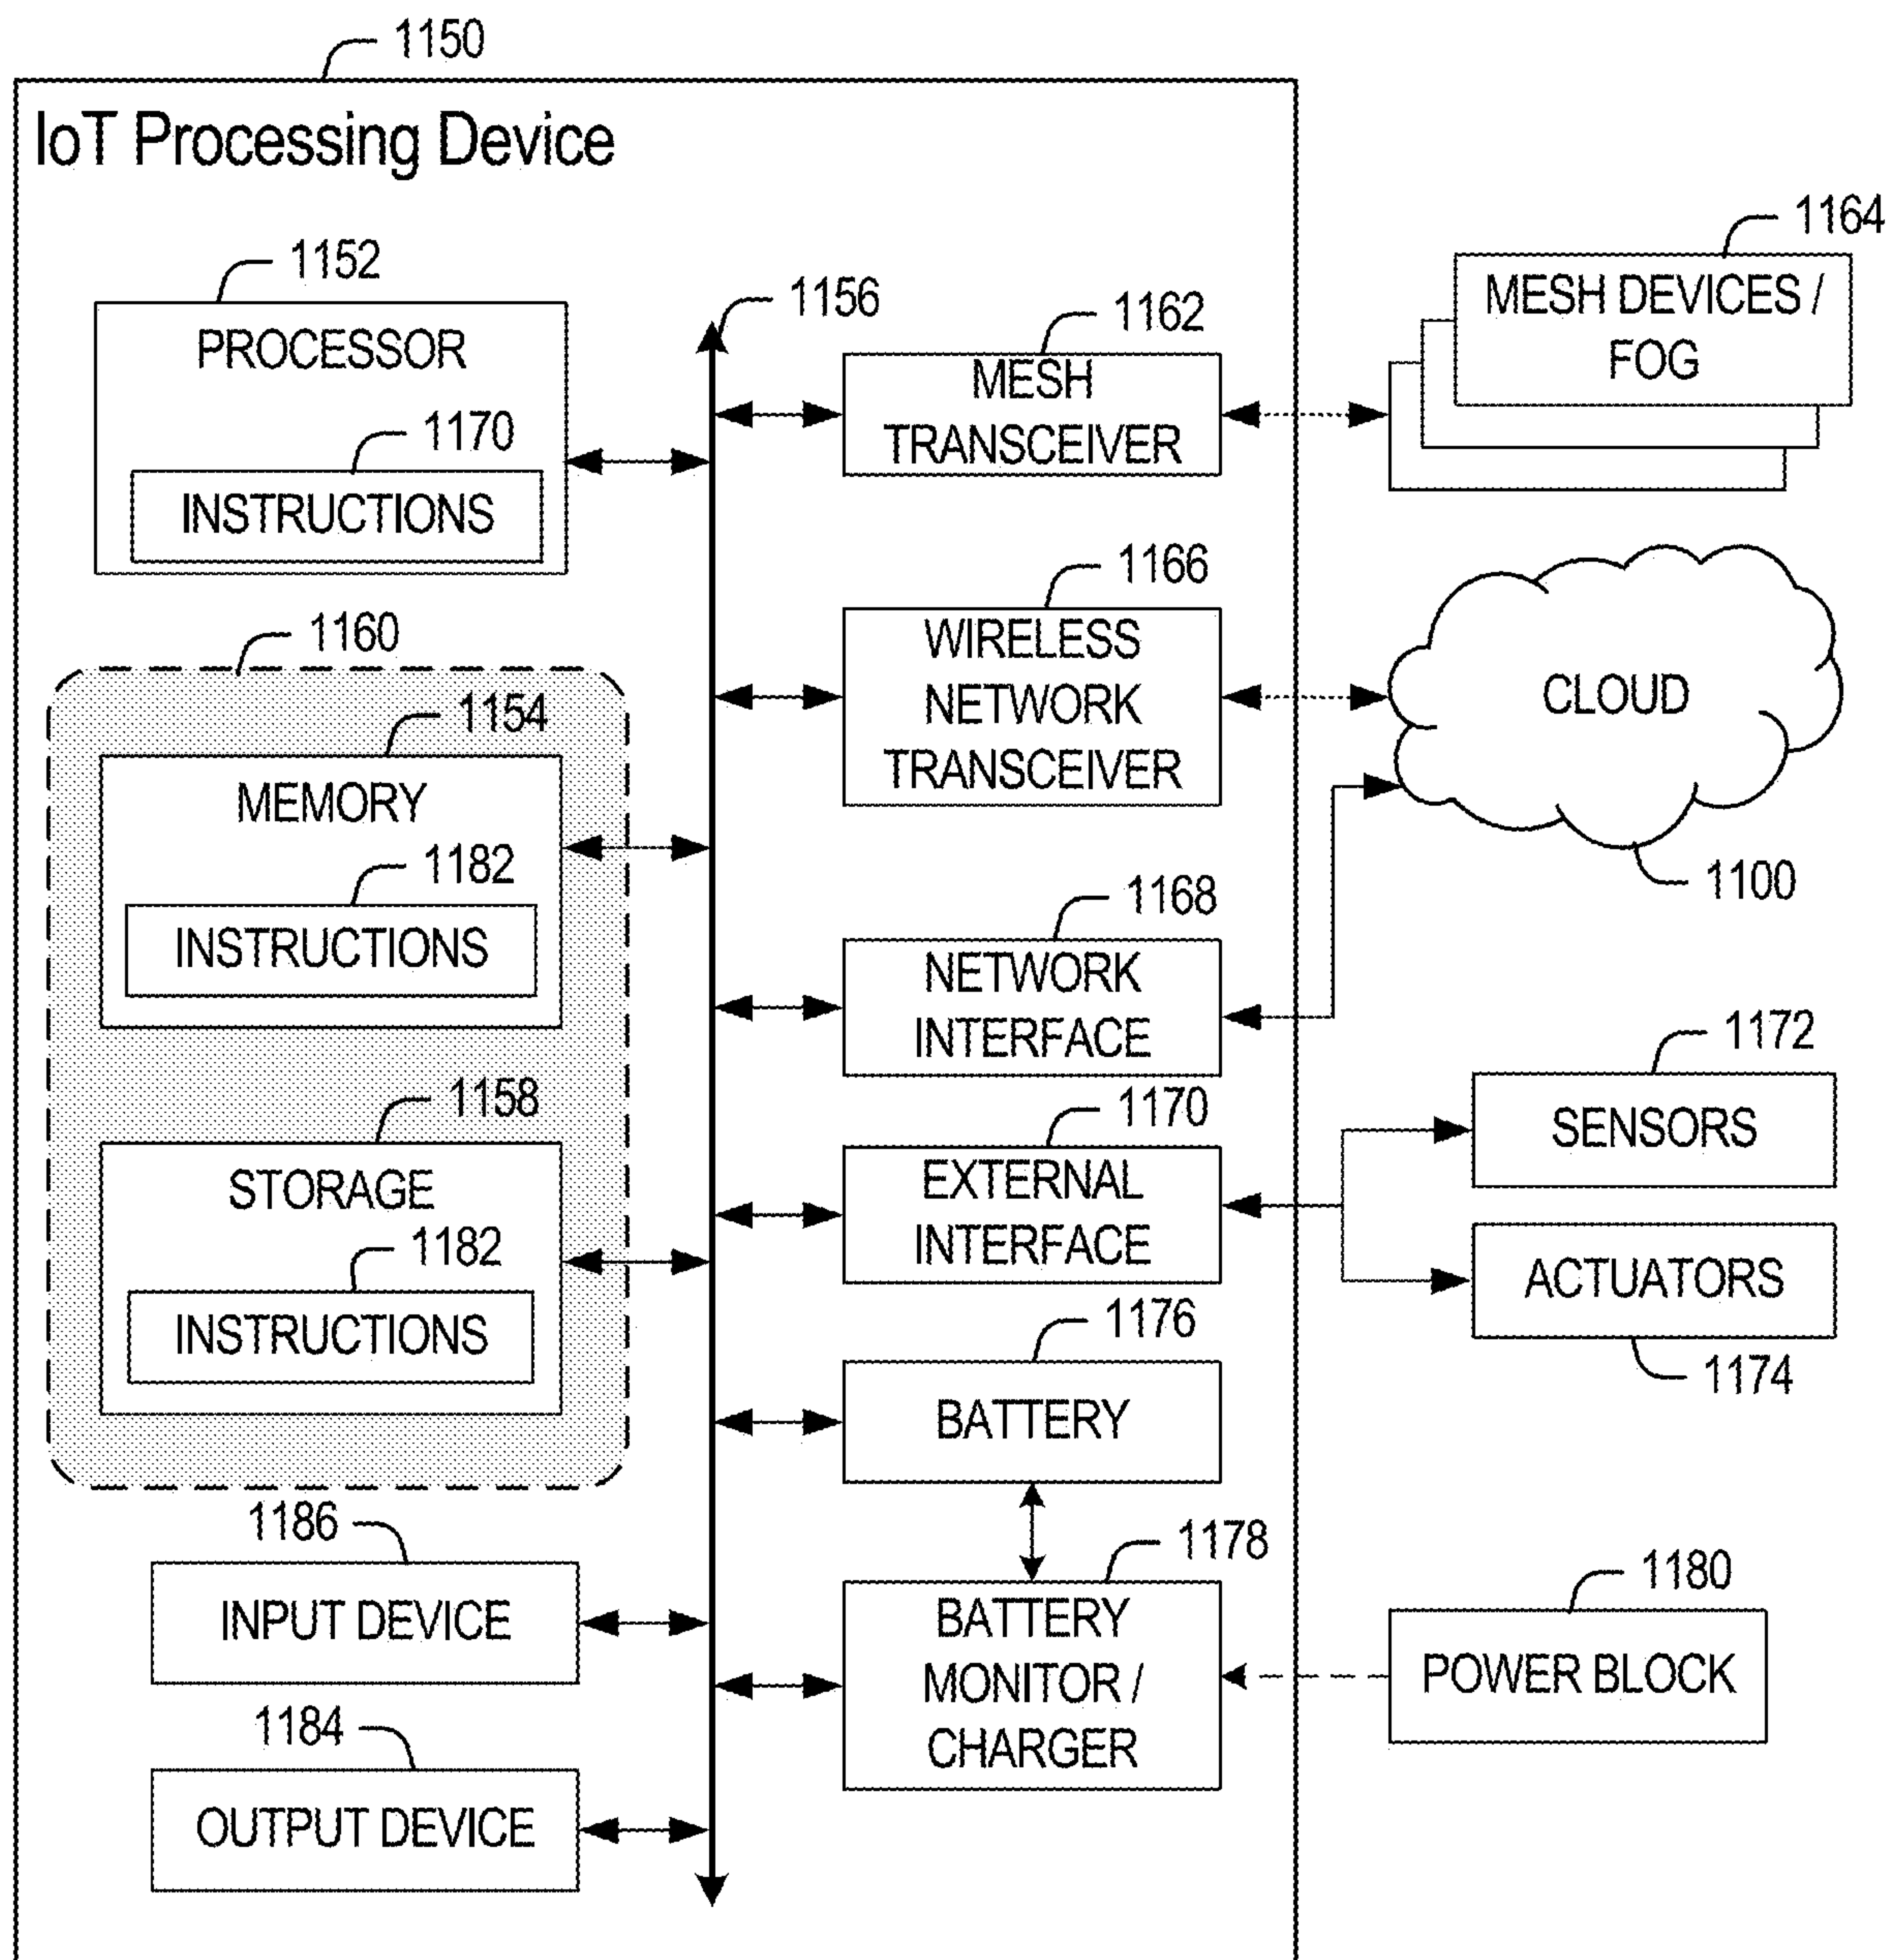 1150
IoT Processing Device
1152
PROCESSOR
1170
INSTRUCTIONS
1160
1154
MEMORY
1182
INSTRUCTIONS
1158
STORAGE
1182
INSTRUCTIONS
1186
INPUT DEVICE
1184
OUTPUT DEVICE
1156
1162
MESH
TRANSCEIVER
1166
WIRELESS
NETWORK
TRANSCEIVER
1168
NETWORK
INTERFACE
1170
EXTERNAL
INTERFACE
1176
BATTERY
1178
BATTERY
MONITOR /
CHARGER
1164
MESH DEVICES /
FOG
CLOUD
1100
1172
SENSORS
ACTUATORS
1174
1180
POWER BLOCK